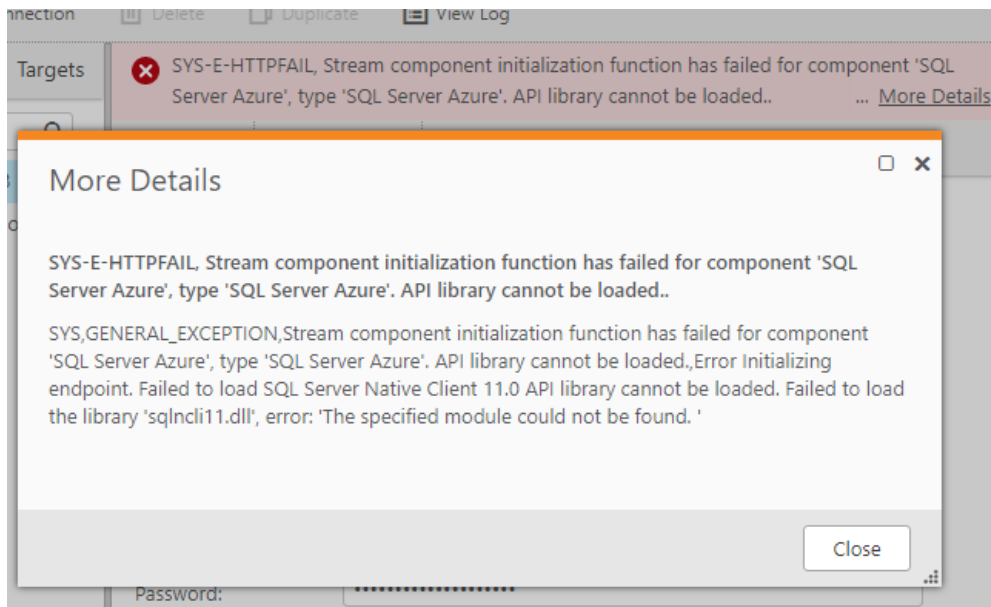 Delete
Duplicate
View Log
Targets
SYS-E-HTTPFAIL, Stream component initialization function has failed for component 'SQL
Server Azure', type 'SQL Server Azure'. API library cannot be loaded..
... More Details
More Details
SYS-E-HTTPFAIL, Stream component initialization function has failed for component 'SQL
Server Azure', type 'SQL Server Azure'. API library cannot be loaded..
SYS,GENERAL_EXCEPTION,Stream component initialization function has failed for component
'SQL Server Azure', type 'SQL Server Azure'. API library cannot be loaded.,Error Initializing
endpoint. Failed to load SQL Server Native Client 11.0 API library cannot be loaded. Failed to load
the library 'sqlncli11.dll', error: 'The specified module could not be found. '
Close
Password: